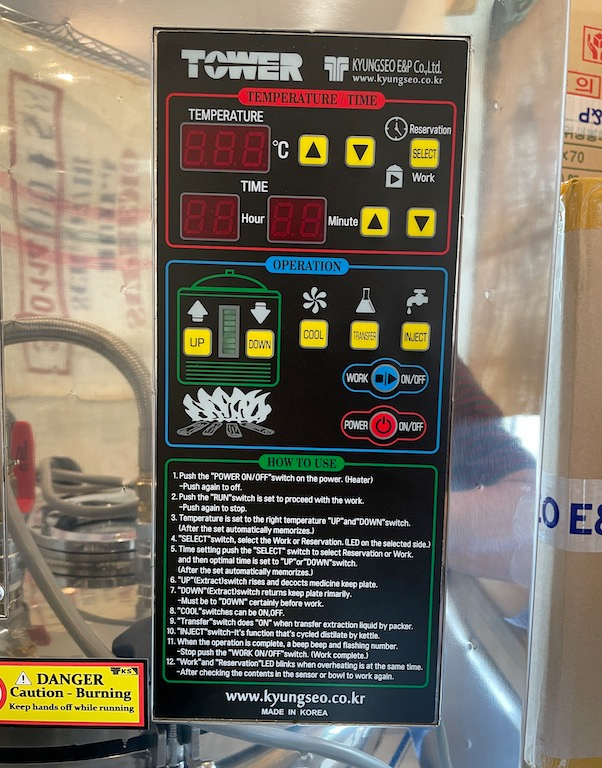 TOWER
KYUNGSEO E&P Co.,Ltd.
www.kyungseo.co.kr
TEMPERATURE / TIME
TEMPERATURE
°C
Reservation
SELECT
Work
TIME
Hour
Minute
OPERATION
UP
DOWN
COOL
TRANSFER
INJECT
WORK
ON/OFF
POWER
ON/OFF
HOW TO USE
1. Push the "POWER ON/OFF"switch on the power. (Heater)
-Push again to off.
2. Push the "RUN"switch is set to proceed with the work.
-Push again to stop.
3. Temperature is set to the right temperature "UP"and"DOWN"switch.
(After the set automatically memorizes.)
4. "SELECT"switch, select the Work or Reservation. (LED on the selected side.)
5. Time setting push the "SELECT" switch to select Reservation or Work.
and then optimal time is set to "UP"or"DOWN"switch.
(After the set automatically memorizes.)
6. "UP"(Extract)switch rises and decocts medicine keep plate.
7. "DOWN"(Extract)switch returns keep plate rimarily.
-Must be to "DOWN" certainly before work.
8. "COOL"switches can be ON,OFF.
9. "Transfer"switch does "ON" when transfer extraction liquid by packer.
10. "INJECT"switch-It's function that's cycled distilate by kettle.
11. When the operation is complete, a beep beep and flashing number.
-Stop push the "WORK ON/OFF"switch. (Work complete.)
12. "Work"and "Reservation"LED blinks when overheating is at the same time.
-After checking the contents in the sensor or bowl to work again.
www.kyungseo.co.kr
MADE IN KOREA
KS
DANGER
Caution - Burning
Keep hands off while running
의
×70
O E&